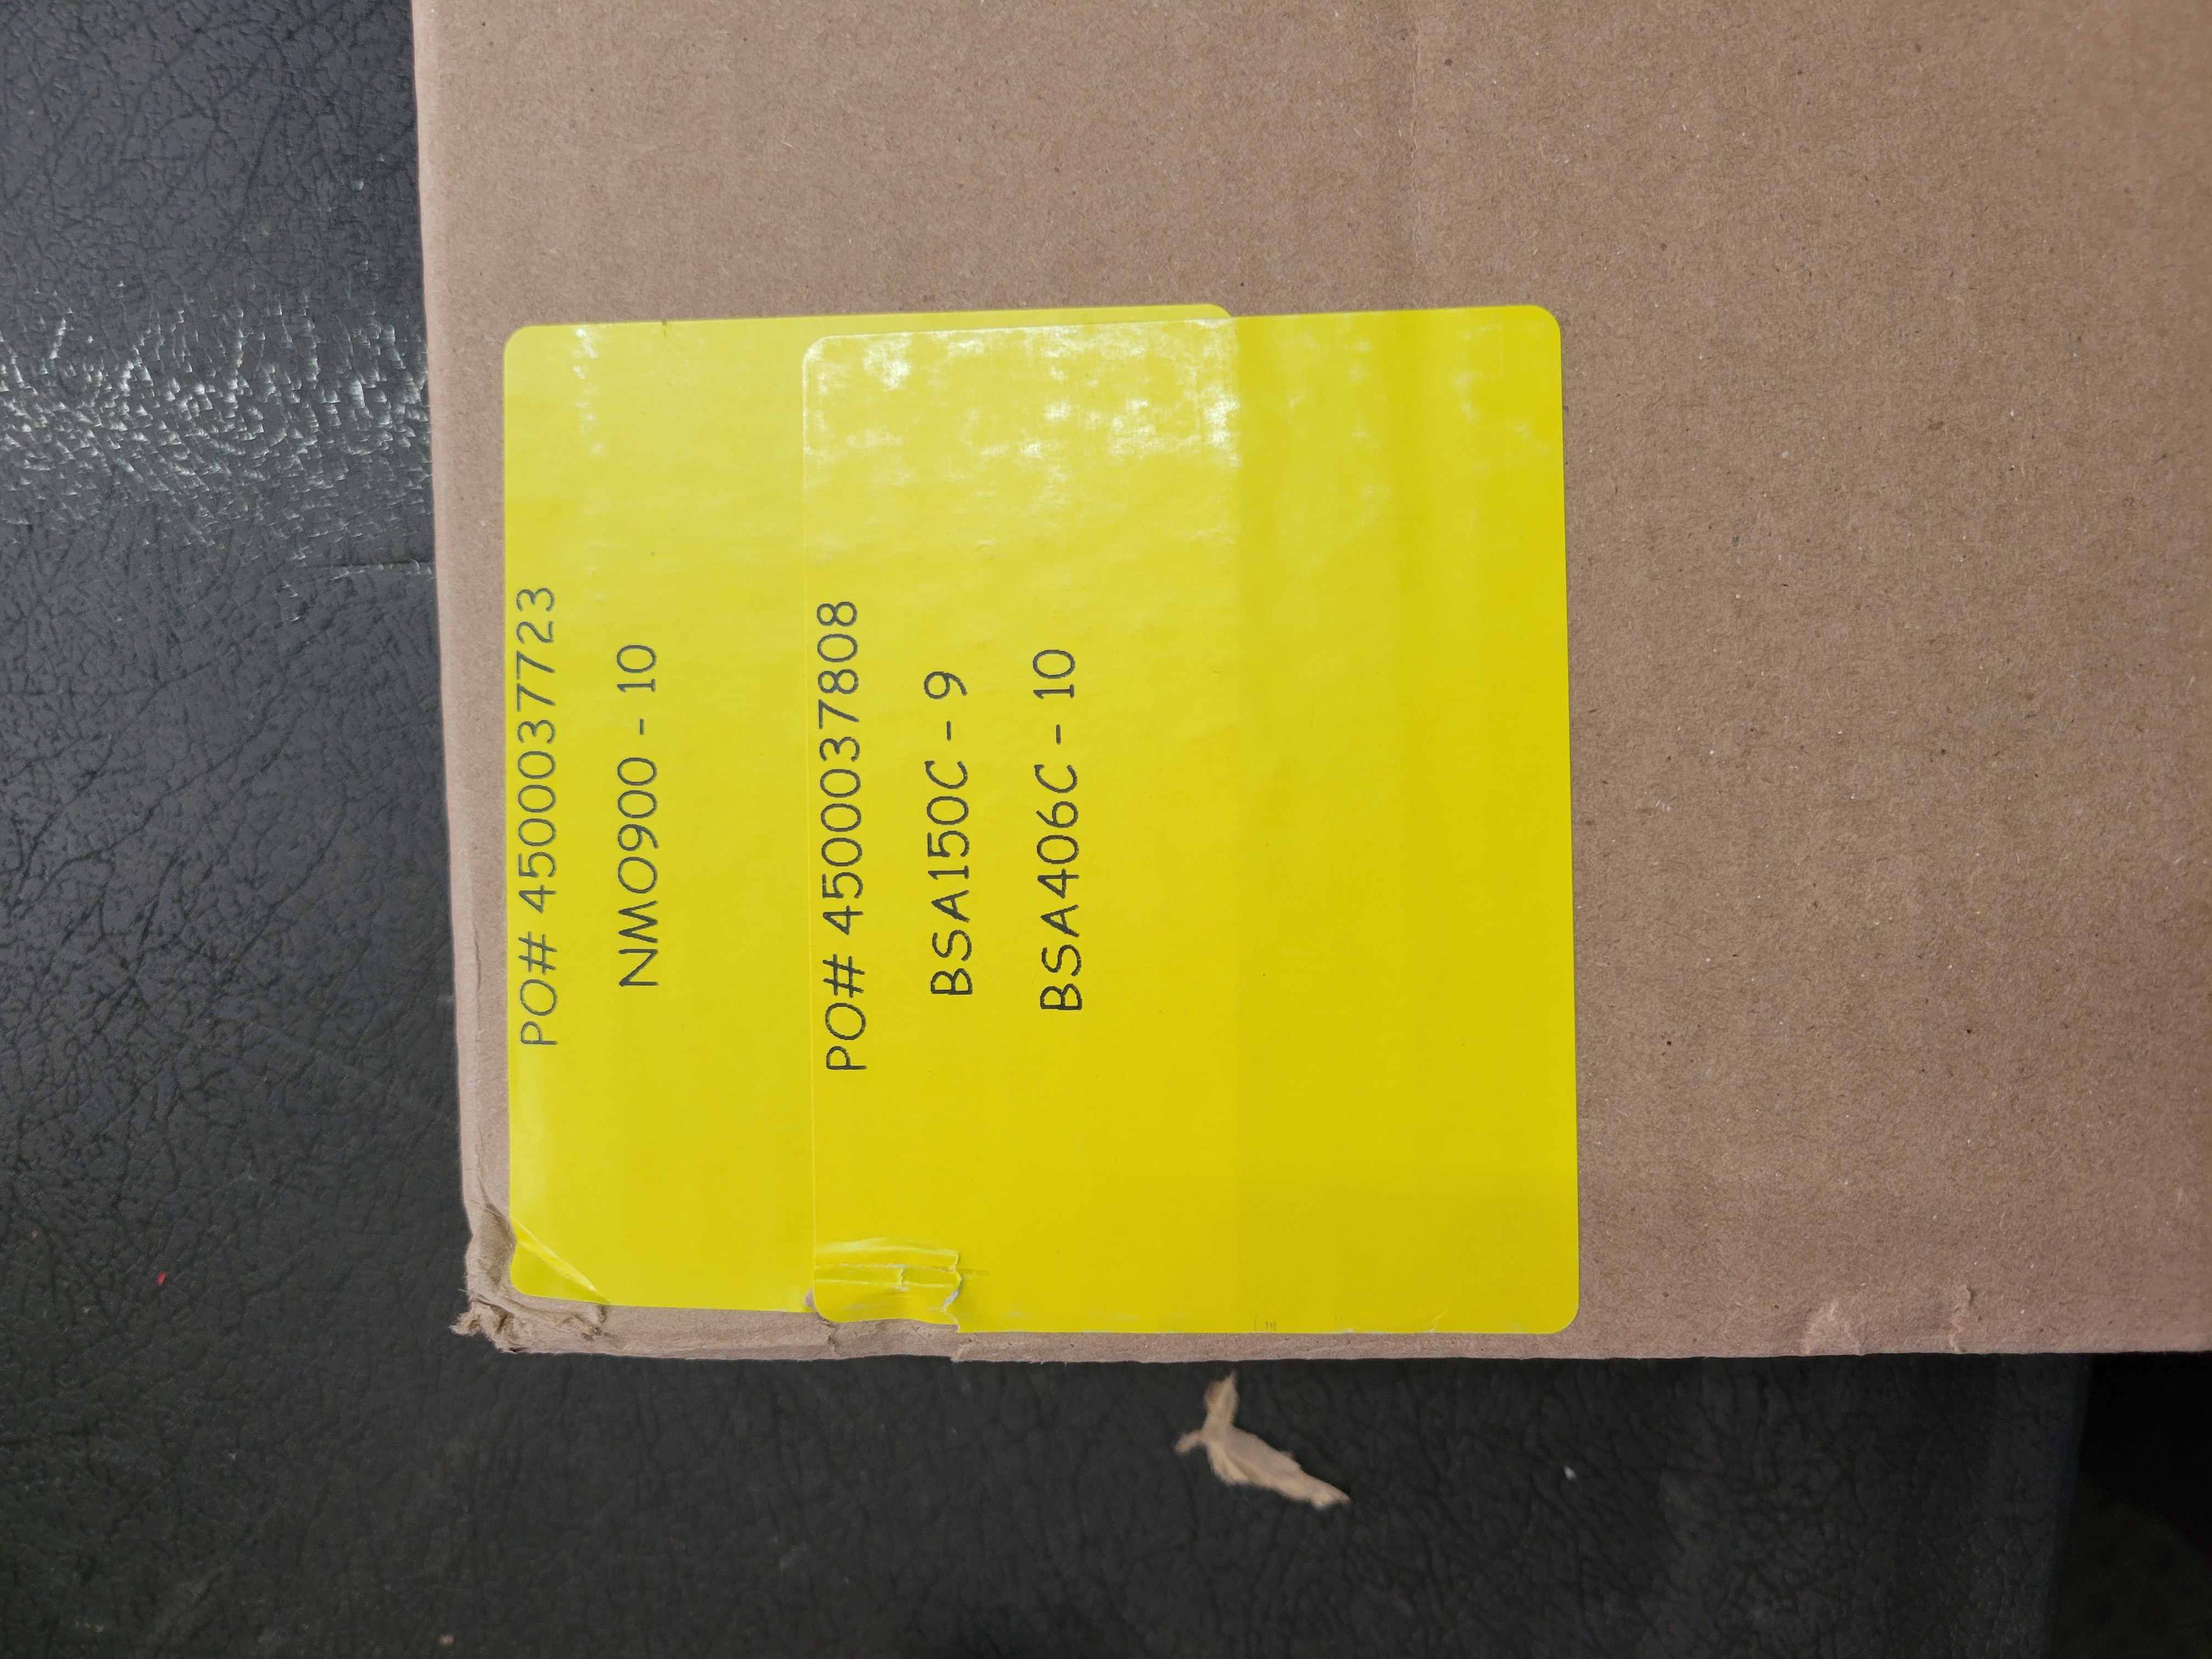 PO# 4500037723
NMO900 - 10
PO# 4500037808
BSA150C - 9
BSA406C - 10